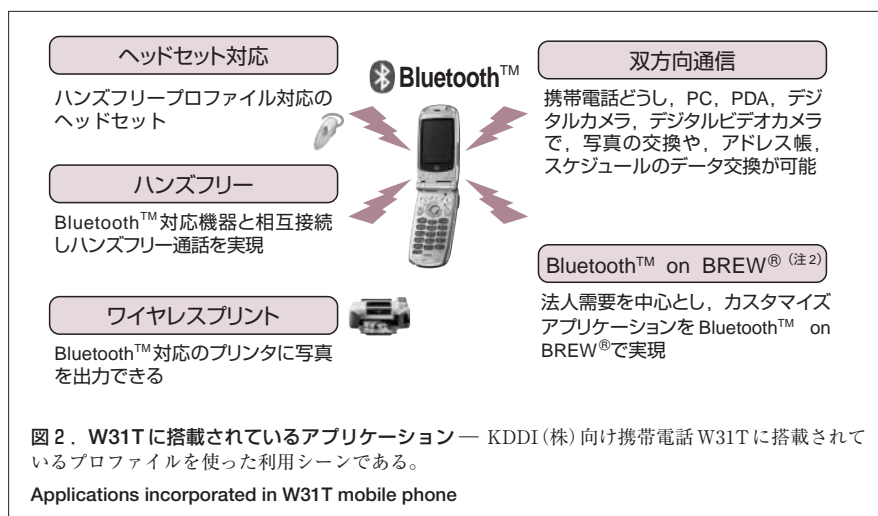 ヘッドセット対応
ハンズフリープロファイル対応の
ヘッドセット
ハンズフリー
Bluetooth™対応機器と相互接続
しハンズフリー通話を実現
ワイヤレスプリント
Bluetooth™対応のプリンタに写真
を出力できる
Bluetooth™
双方向通信
携帯電話どうし，PC，PDA，デジ
タルカメラ，デジタルビデオカメラ
で，写真の交換や，アドレス帳，
スケジュールのデータ交換が可能
Bluetooth™ on BREW®（注2）
法人需要を中心とし，カスタマイズ
アプリケーションを Bluetooth™ on
BREW®で実現
図2．W31Tに搭載されているアプリケーション — KDDI(株)向け携帯電話W31Tに搭載されて
いるプロファイルを使った利用シーンである。
Applications incorporated in W31T mobile phone